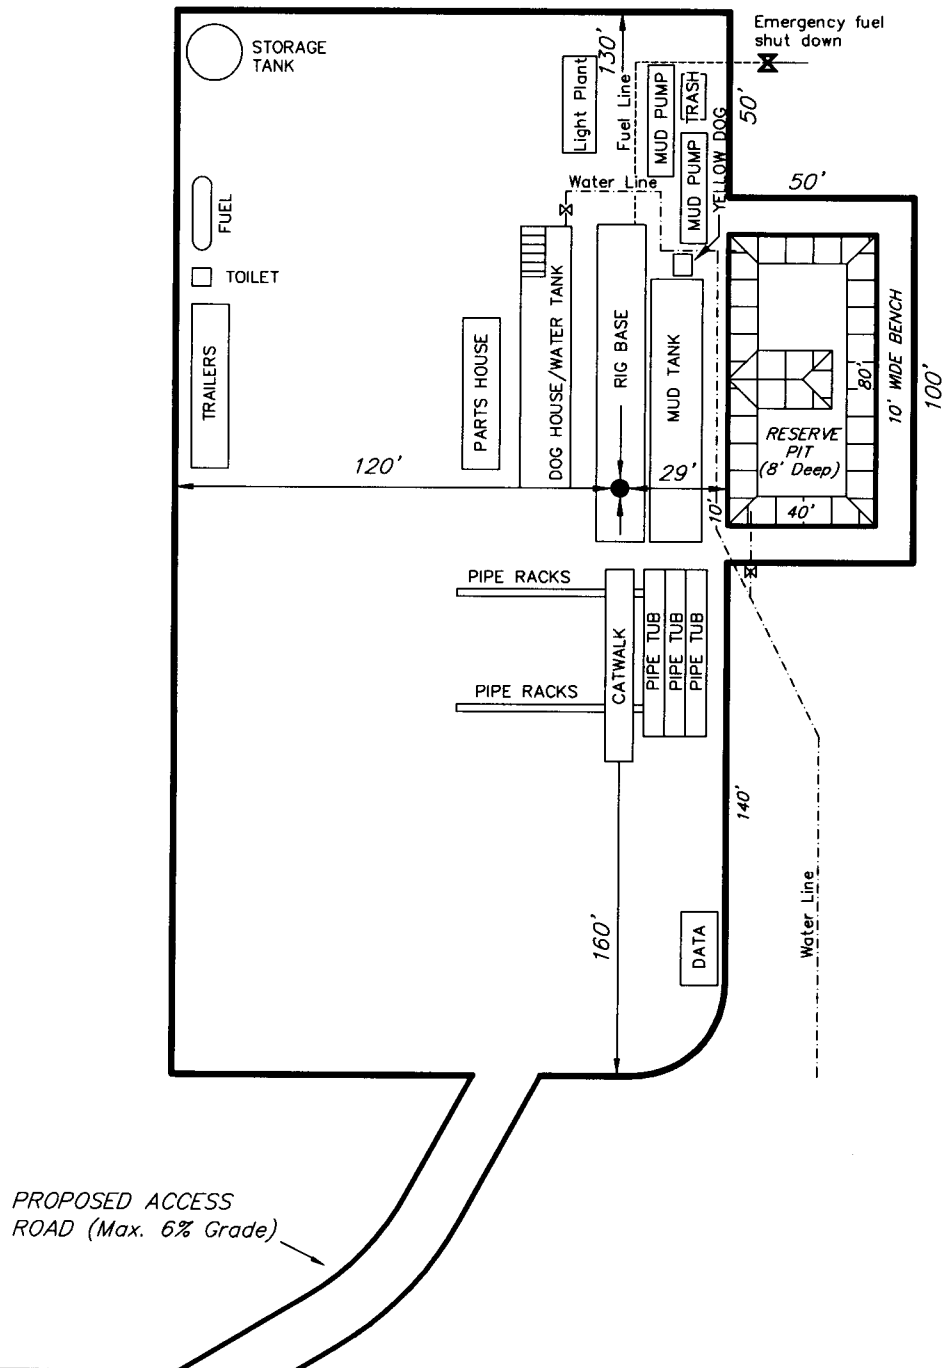 Emergency fuel
shut down
STORAGE
TANK
130'
Light Plant
Fuel Line
MUD PUMP
TRASH
50'
MUD PUMP
YELLOW DOG
Water Line
50'
FUEL
TOILET
TRAILERS
PARTS HOUSE
DOG HOUSE/WATER TANK
RIG BASE
MUD TANK
80'
10' WIDE BENCH
100'
RESERVE
PIT
(8' Deep)
120'
29'
10'
40'
PIPE RACKS
CATWALK
PIPE TUB
PIPE TUB
PIPE TUB
PIPE RACKS
140'
160'
DATA
Water Line
PROPOSED ACCESS
ROAD (Max. 6% Grade)